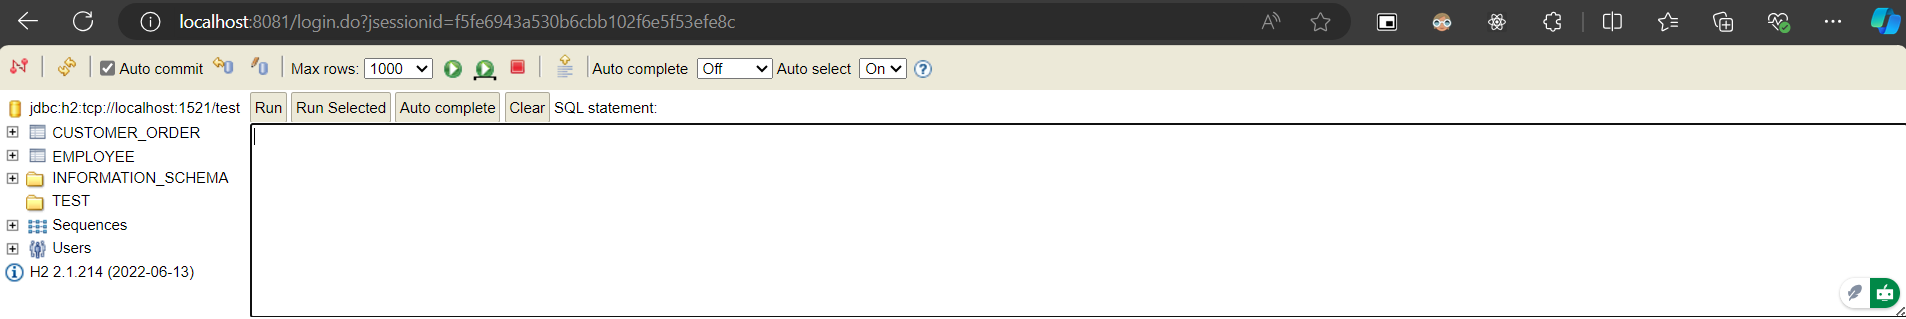 localhost:8081/login.do?jsessionid=f5fe6943a530b6cbb102f6e5f53efe8c
Auto commit Max rows: 1000 Auto complete Off Auto select On
jdbc:h2:tcp://localhost:1521/test Run Run Selected Auto complete Clear SQL statement:
CUSTOMER_ORDER
EMPLOYEE
INFORMATION_SCHEMA
TEST
Sequences
Users
H2 2.1.214 (2022-06-13)